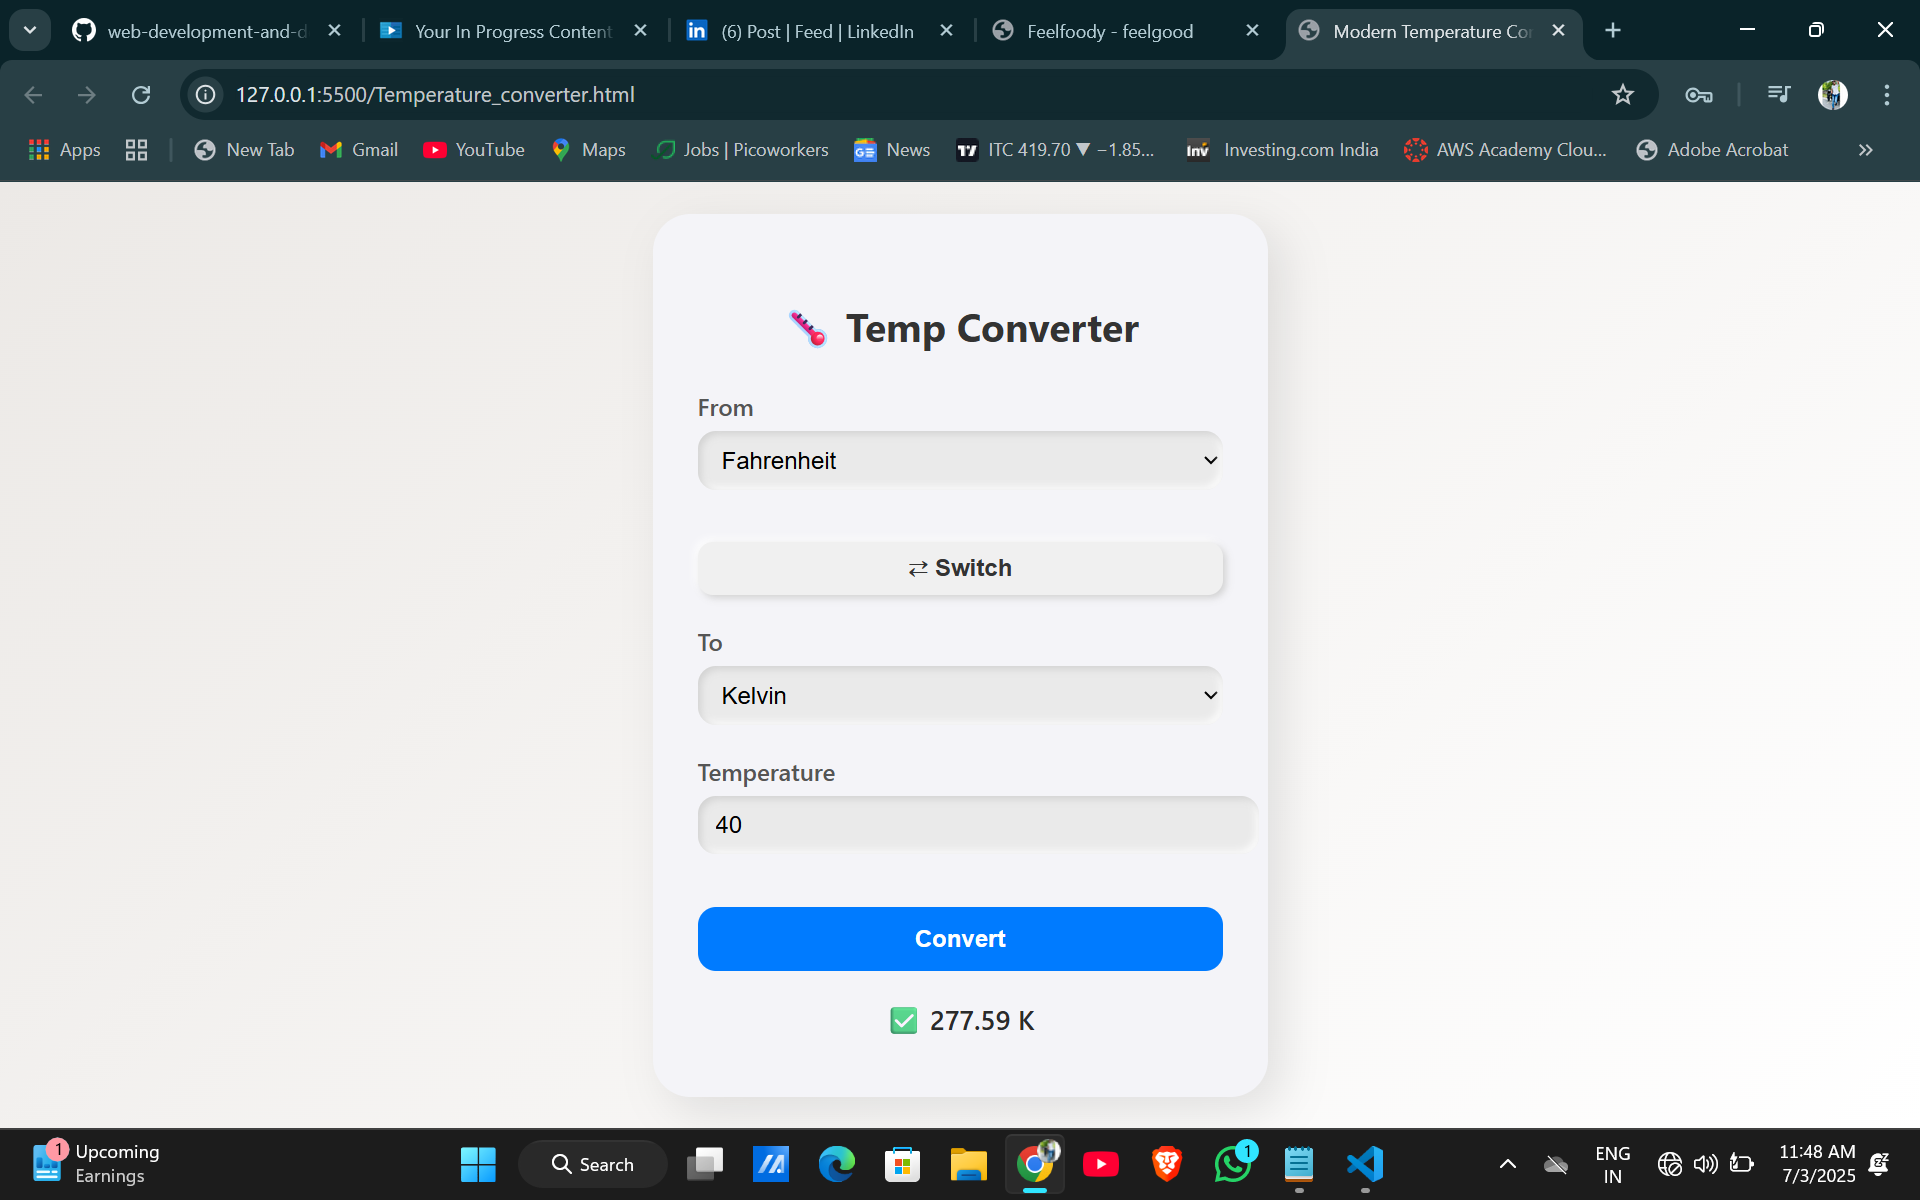 web-development-and-d
Your In Progress Content
(6) Post | Feed | LinkedIn
Feelfoody - feelgood
Modern Temperature Cor
127.0.0.1:5500/Temperature_converter.html
Apps
New Tab
Gmail
YouTube
Maps
Jobs | Picoworkers
News
ITC 419.70 ▼ −1.85...
Investing.com India
AWS Academy Clou...
Adobe Acrobat
🌡️ Temp Converter
From
Fahrenheit
⇄ Switch
To
Kelvin
Temperature
40
Convert
✅ 277.59 K
1
Upcoming
Earnings
Search
1
ENG
IN
11:48 AM
7/3/2025